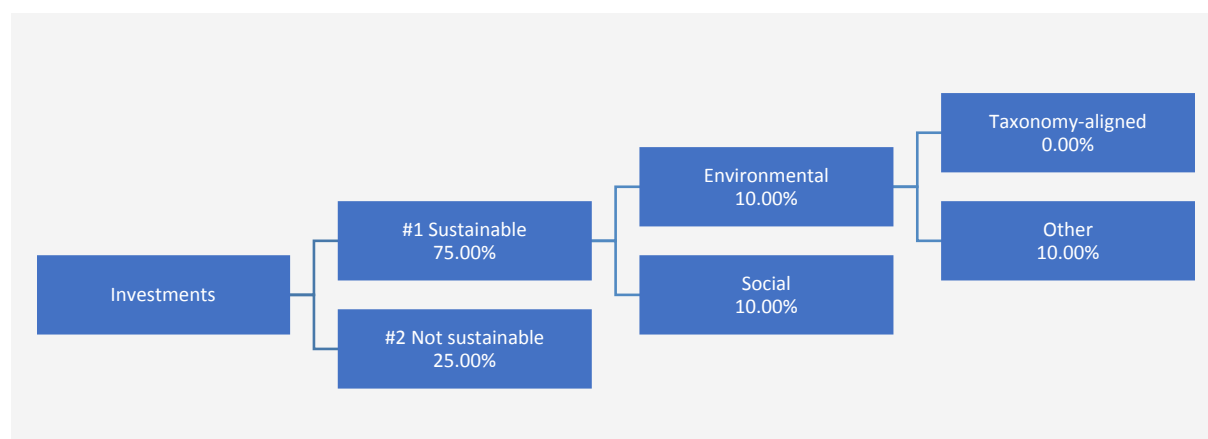 Investments
#1 Sustainable
75.00%
#2 Not sustainable
25.00%
Environmental
10.00%
Social
10.00%
Taxonomy-aligned
0.00%
Other
10.00%